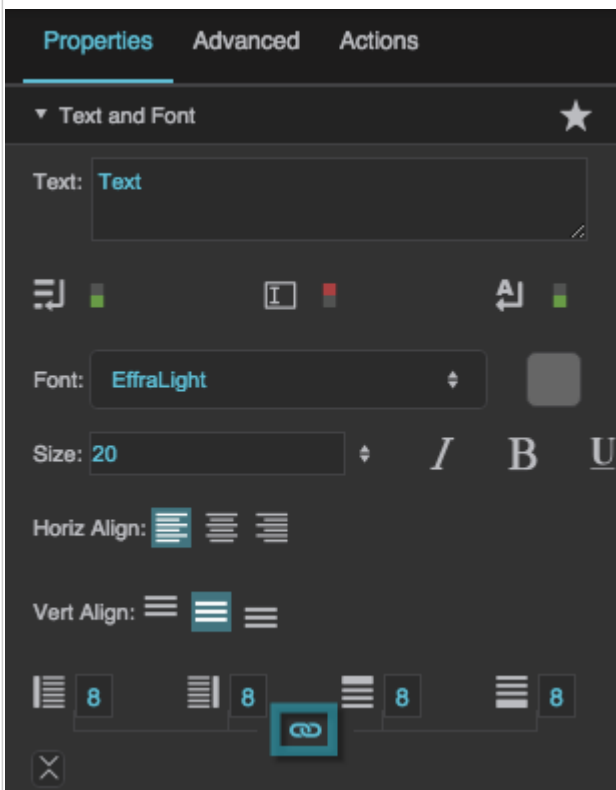 Properties Advanced Actions
Text and Font
Text: Text
Font: EffraLight
Size: 20 I B U
Horiz Align:
Vert Align:
8 8 8 8